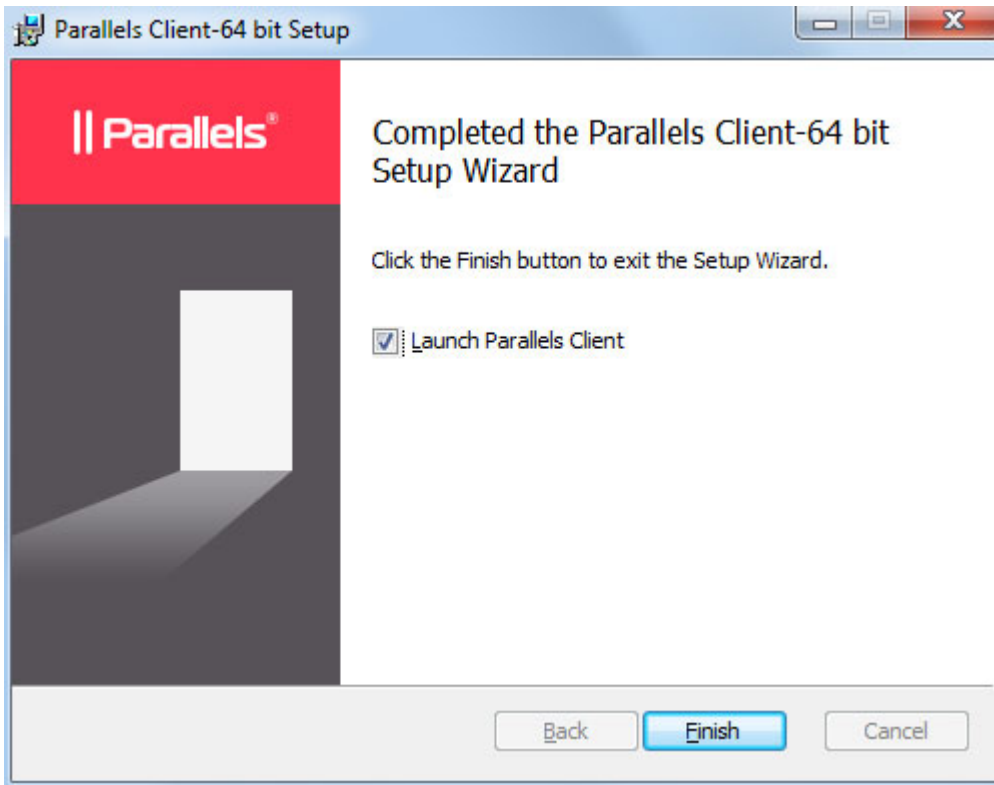 Parallels Client-64 bit Setup
|| Parallels®
Completed the Parallels Client-64 bit
Setup Wizard
Click the Finish button to exit the Setup Wizard.
Launch Parallels Client
Back Finish Cancel